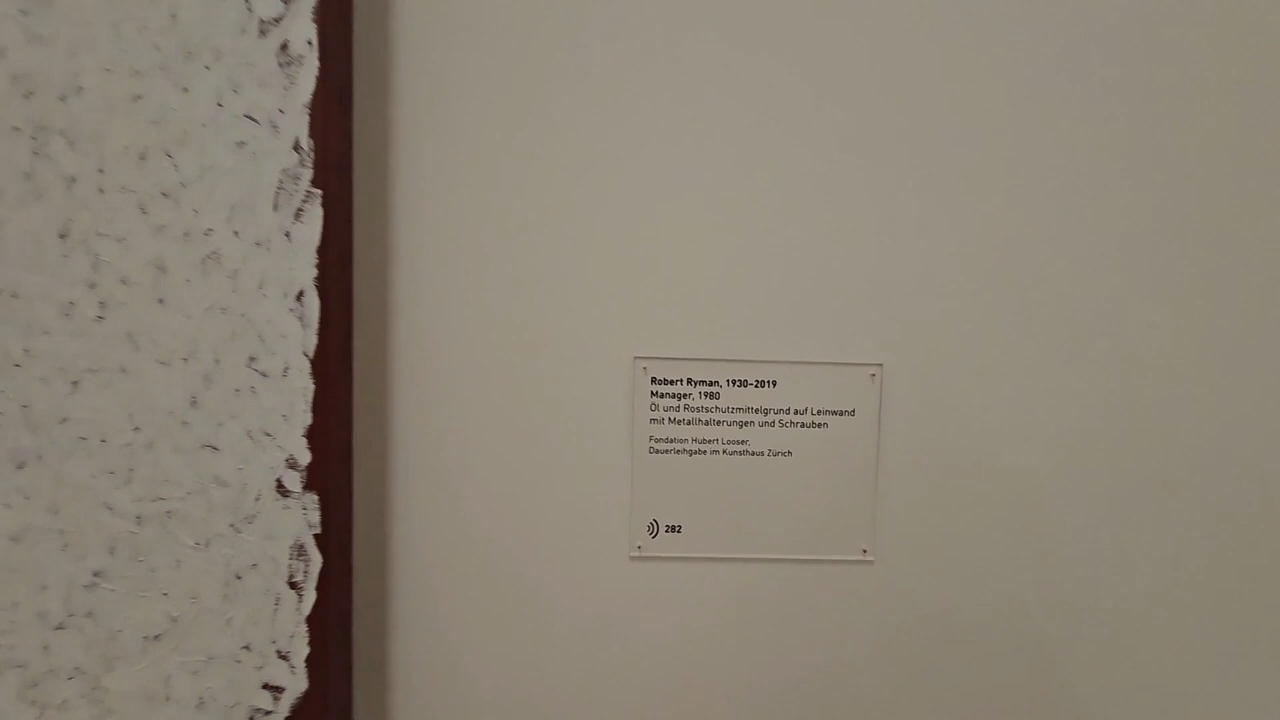 Robert Ryman, 1930–2019
Manager, 1980
Öl und Rostschutzmittelgrund auf Leinwand
mit Metallhalterungen und Schrauben
Fondation Hubert Looser,
Dauerleihgabe im Kunsthaus Zürich
282